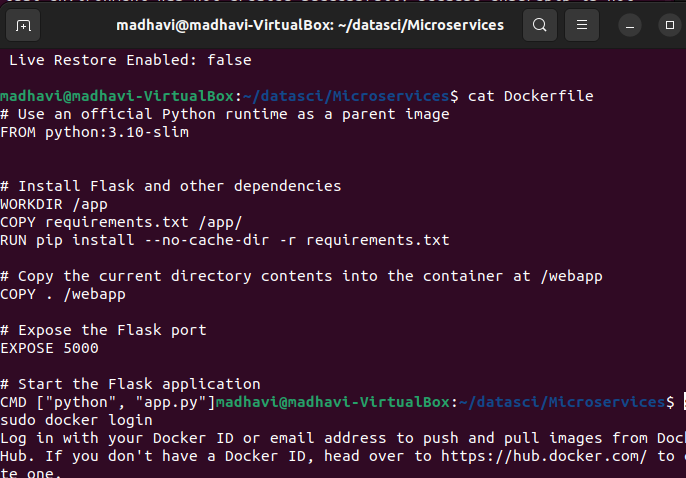 madhavi@madhavi-VirtualBox: ~/datasci/Microservices
Live Restore Enabled: false
madhavi@madhavi-VirtualBox:~/datasci/Microservices$ cat Dockerfile
# Use an official Python runtime as a parent image
FROM python:3.10-slim
# Install Flask and other dependencies
WORKDIR /app
COPY requirements.txt /app/
RUN pip install --no-cache-dir -r requirements.txt
# Copy the current directory contents into the container at /webapp
COPY . /webapp
# Expose the Flask port
EXPOSE 5000
# Start the Flask application
CMD ["python", "app.py"]madhavi@madhavi-VirtualBox:~/datasci/Microservices$
sudo docker login
Log in with your Docker ID or email address to push and pull images from Doc
Hub. If you don't have a Docker ID, head over to https://hub.docker.com/ to
te one.